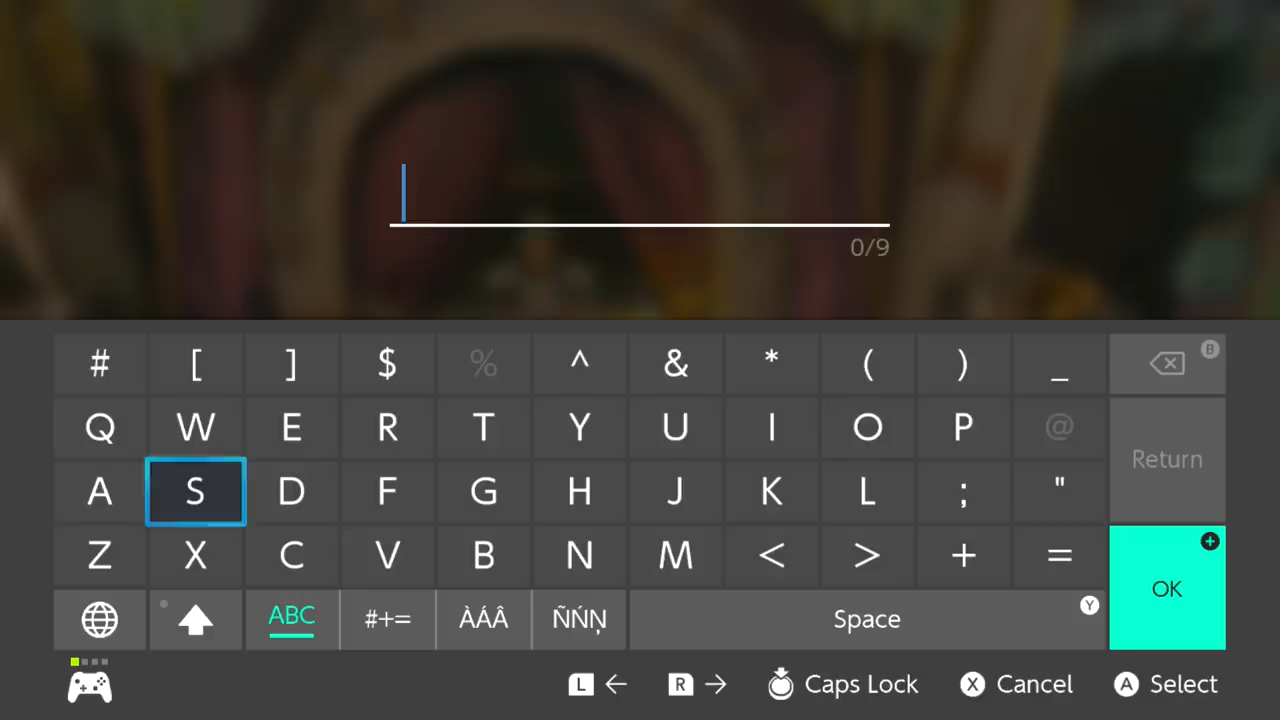 0/9
# [ ] $ % ^ & * ( ) _ B
Q W E R T Y U I O P @ Return
A S D F G H J K L ; "
Z X C V B N M < > + = OK
ABC #+= ÀÁÂ ÑŃŅ Space Y
L ← R → Caps Lock X Cancel A Select